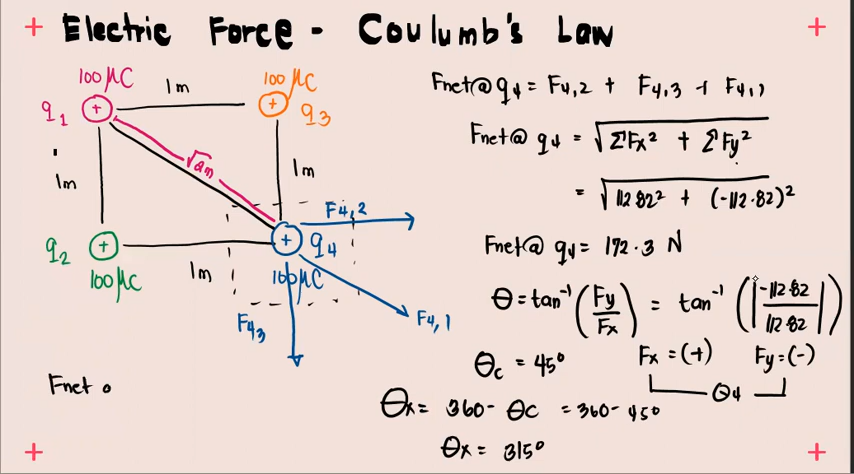 Electric Force - Coulumb's Law
100 μC
1m
100 μC
q1
q3
1m
√2m
1m
q2
100 μC
1m
F4,2
q4
100 μC
F4,3
F4,1
Fnet
Fnet@q4 = F4,2 + F4,3 + F4,1
Fnet@ q4 = √ΣFx² + ΣFy²
= √112.82² + (-112.82)²
Fnet@ q4 = 172.3 N
θ = tan⁻¹ (Fy/Fx) = tan⁻¹ (|-112.82/112.82|)
θc = 45°
Fx = (+) Fy = (-)
Q4
θx = 360 - θc = 360 - 45°
θx = 315°